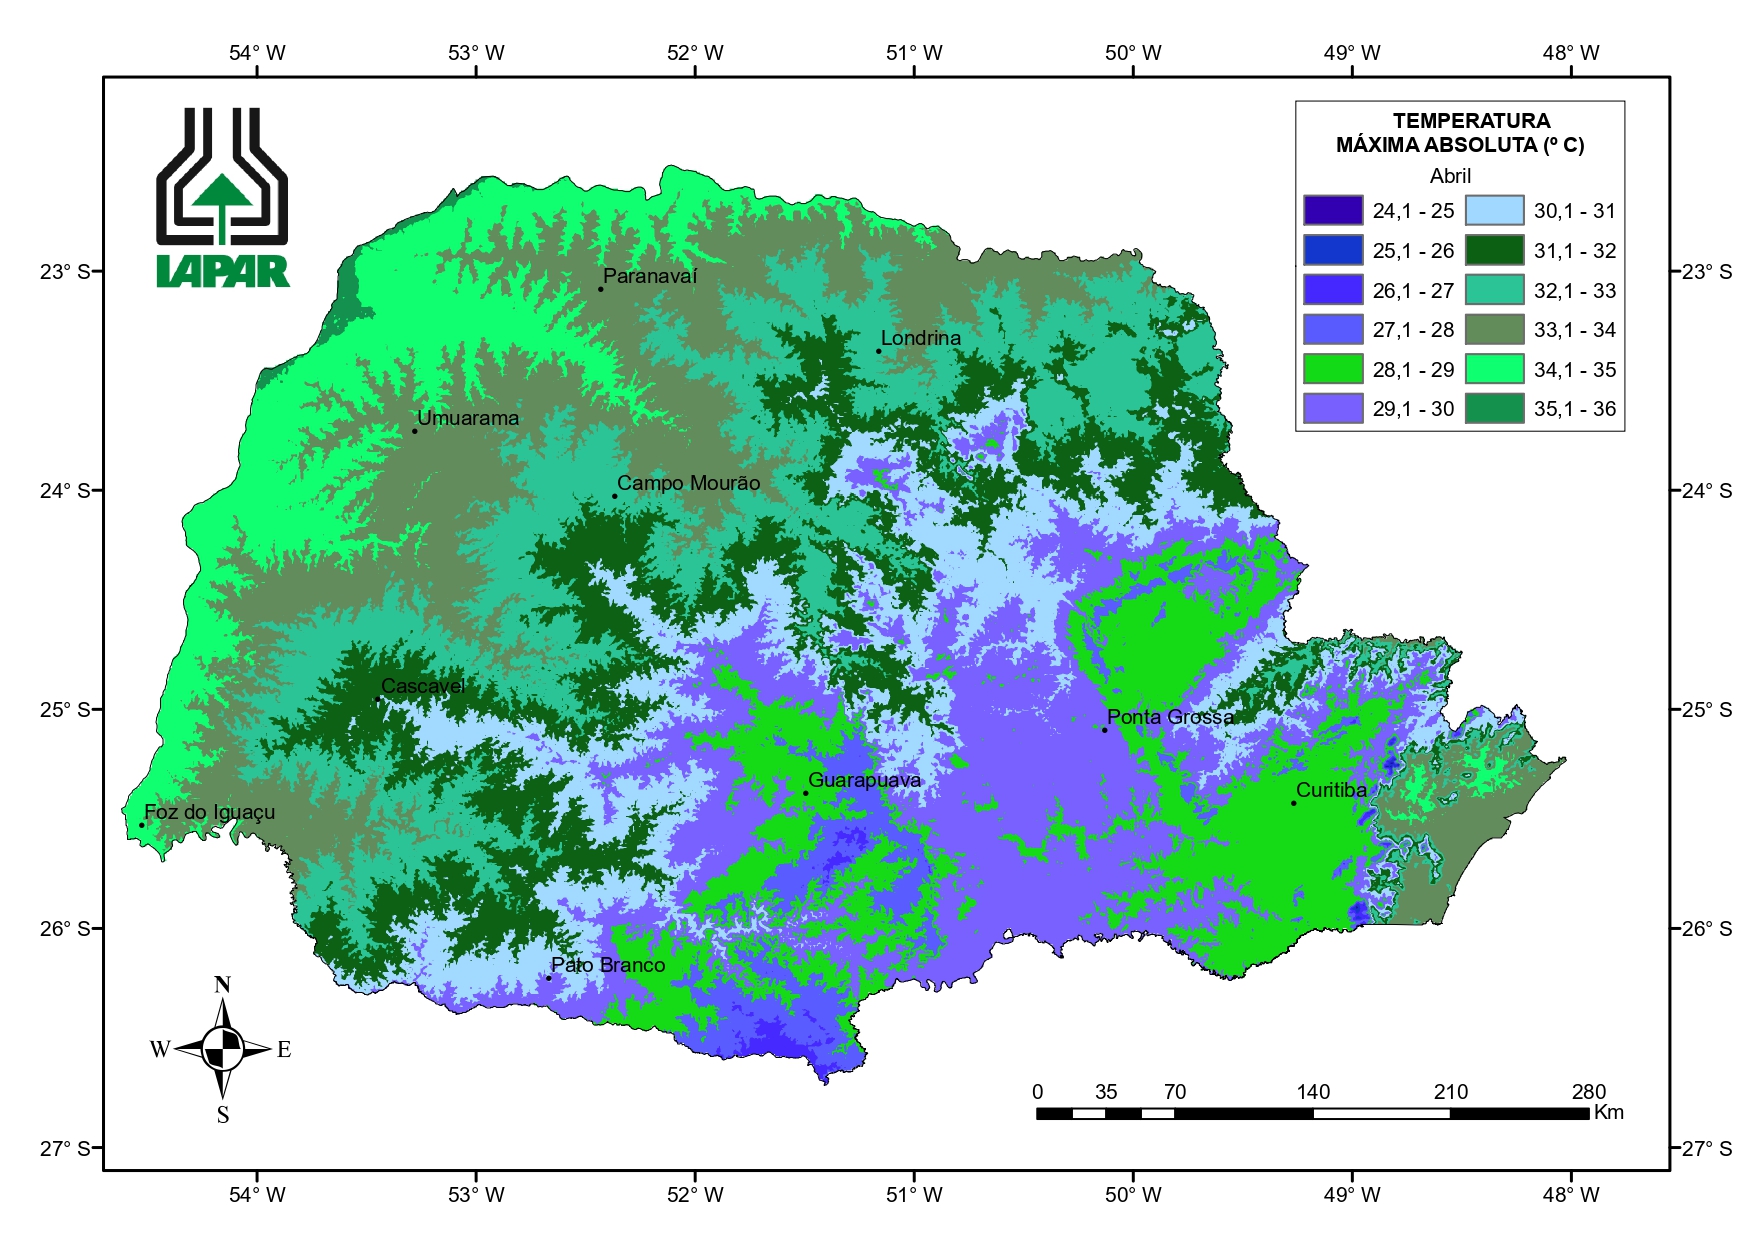 54° W 53° W 52° W 51° W 50° W 49° W 48° W
TEMPERATURA
MÁXIMA ABSOLUTA (º C)
Abril
24,1 - 25 30,1 - 31
25,1 - 26 31,1 - 32
26,1 - 27 32,1 - 33
27,1 - 28 33,1 - 34
28,1 - 29 34,1 - 35
29,1 - 30 35,1 - 36
IAPAR
23° S 23° S
Paranavaí
Londrina
Umuarama
Campo Mourão
24° S 24° S
Cascavel
25° S 25° S
Ponta Grossa
Guarapuava
Curitiba
Foz do Iguaçu
26° S 26° S
Pato Branco
N
W E
S
0 35 70 140 210 280
Km
27° S 27° S
54° W 53° W 52° W 51° W 50° W 49° W 48° W